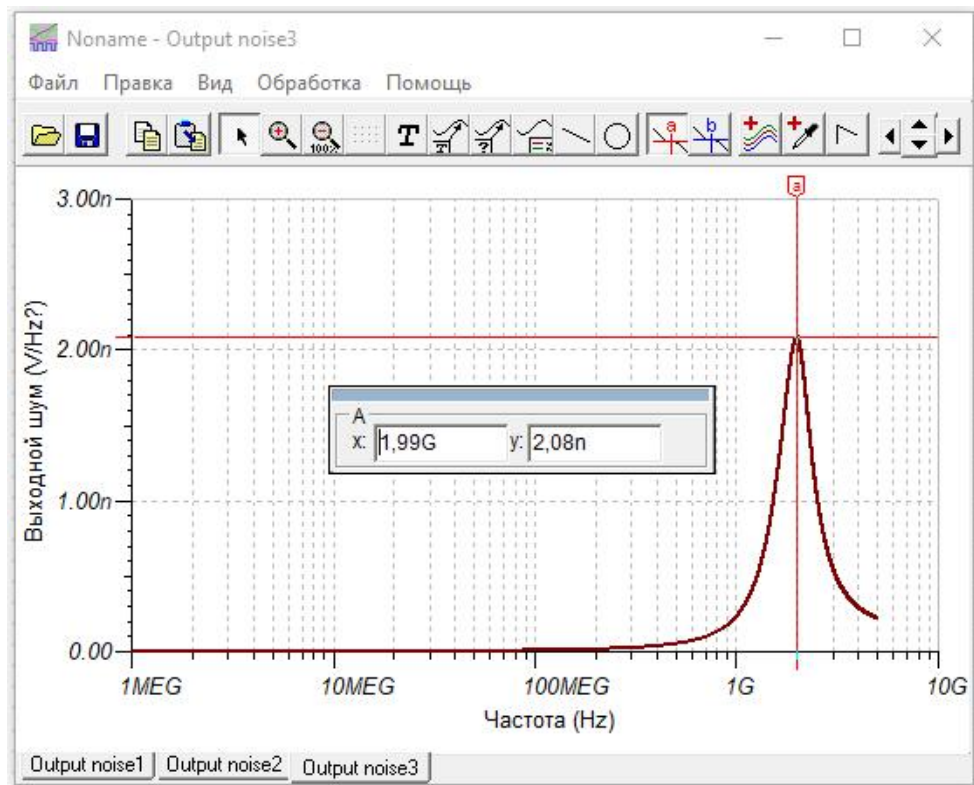 Noname - Output noise3
Файл Правка Вид Обработка Помощь
100% T T ? = x a b
a
3.00n
2.00n
1.00n
0.00
Выходной шум (V/Hz?)
A
x: 1,99G y: 2,08n
1MEG 10MEG 100MEG 1G 10G
Частота (Hz)
Output noise1 Output noise2 Output noise3